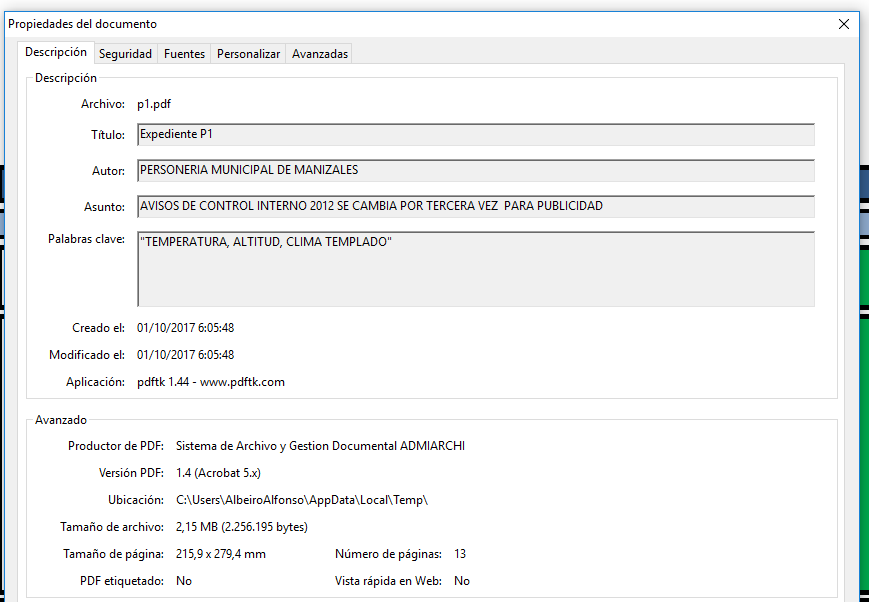 Propiedades del documento
Descripción Seguridad Fuentes Personalizar Avanzadas
Descripción
Archivo: p1.pdf
Título: Expediente P1
Autor: PERSONERIA MUNICIPAL DE MANIZALES
Asunto: AVISOS DE CONTROL INTERNO 2012 SE CAMBIA POR TERCERA VEZ  PARA PUBLICIDAD
Palabras clave: "TEMPERATURA, ALTITUD, CLIMA TEMPLADO"
Creado el: 01/10/2017 6:05:48
Modificado el: 01/10/2017 6:05:48
Aplicación: pdftk 1.44 - www.pdftk.com
Avanzado
Productor de PDF: Sistema de Archivo y Gestion Documental ADMIARCHI
Versión PDF: 1.4 (Acrobat 5.x)
Ubicación: C:\Users\AlbeiroAlfonso\AppData\Local\Temp\
Tamaño de archivo: 2,15 MB (2.256.195 bytes)
Tamaño de página: 215,9 x 279,4 mm Número de páginas: 13
PDF etiquetado: No Vista rápida en Web: No